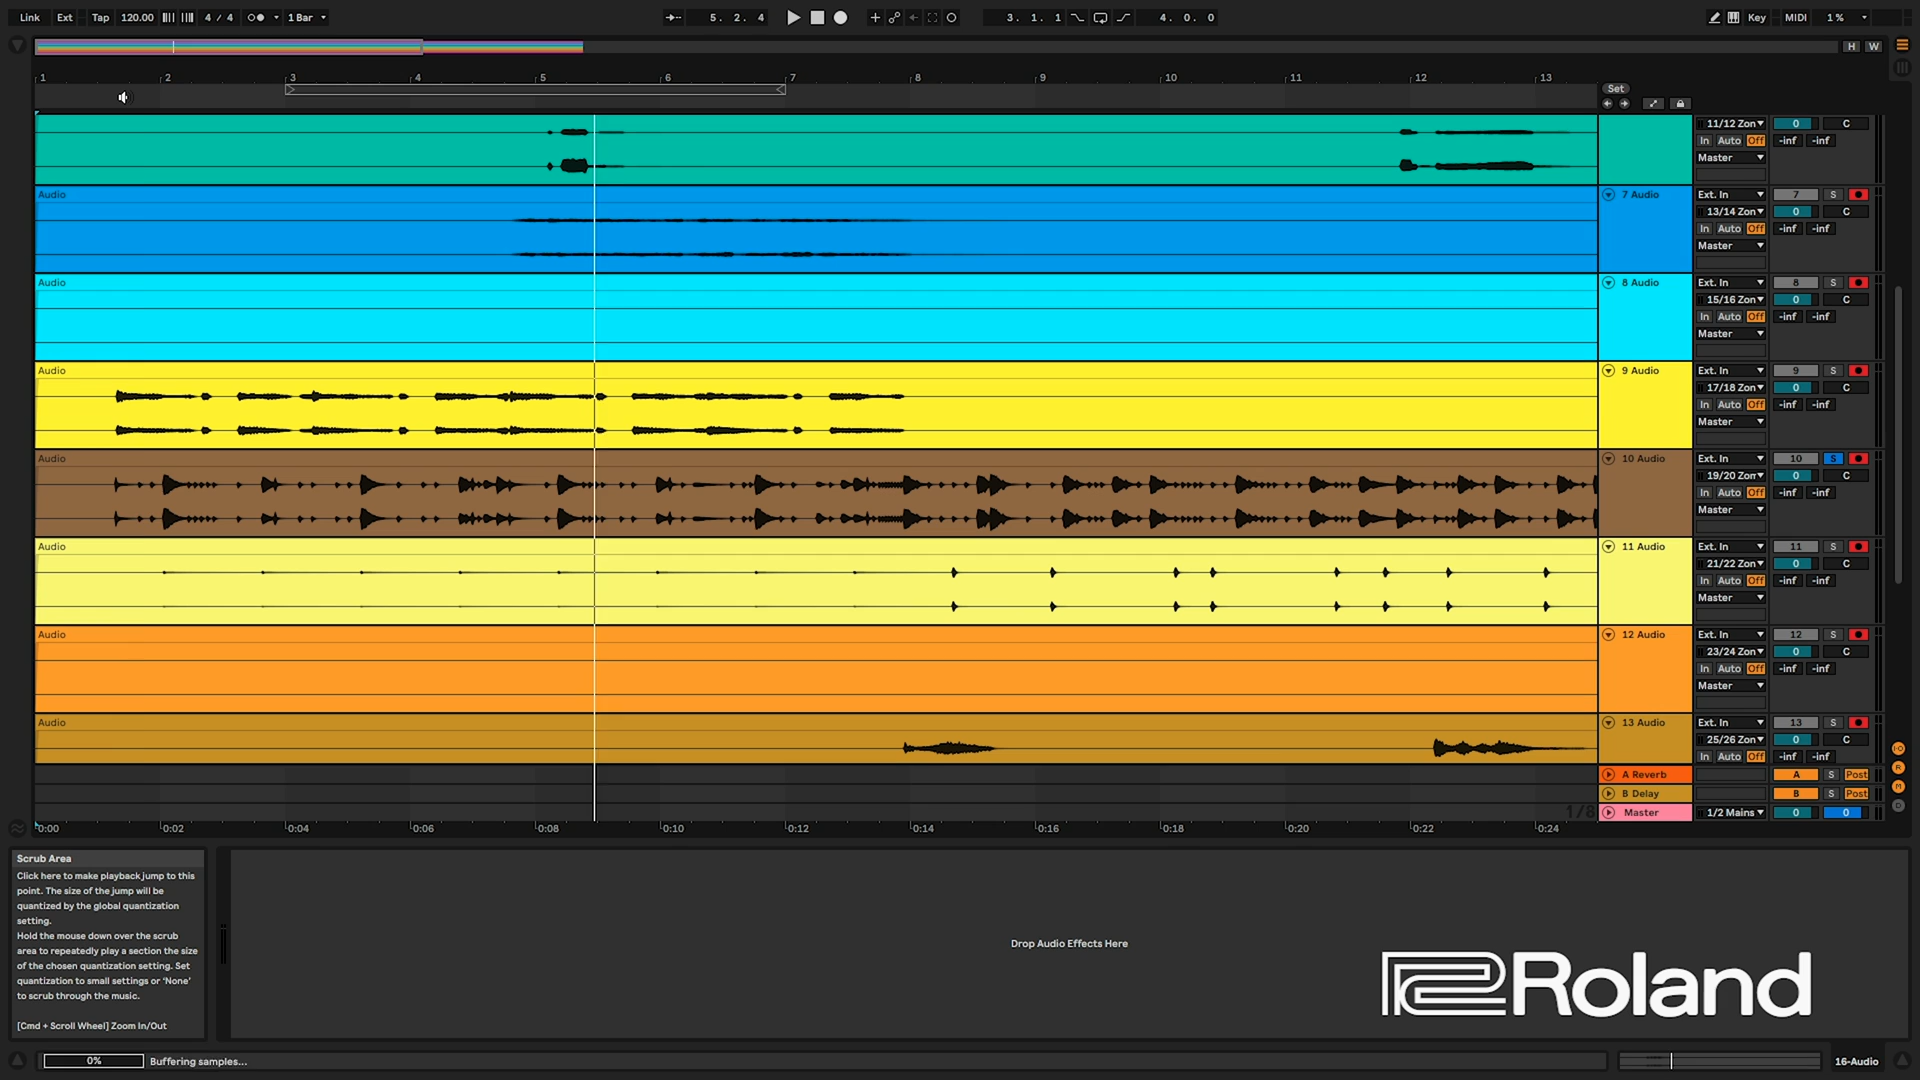 Link Ext Tap 120.00 4 / 4 1 Bar 5. 2. 4 3. 1. 1 4. 0. 0 Key MIDI 1 %
H W
1 2 3 4 5 6 7 8 9 10 11 12 13
Set
11/12 Zon 0 C
In Auto Off -inf -inf
Master
Audio 7 Audio Ext. In 7 S
13/14 Zon 0 C
In Auto Off -inf -inf
Master
Audio 8 Audio Ext. In 8 S
15/16 Zon 0 C
In Auto Off -inf -inf
Master
Audio 9 Audio Ext. In 9 S
17/18 Zon 0 C
In Auto Off -inf -inf
Master
Audio 10 Audio Ext. In 10 S
19/20 Zon 0 C
In Auto Off -inf -inf
Master
Audio 11 Audio Ext. In 11 S
21/22 Zon 0 C
In Auto Off -inf -inf
Master
Audio 12 Audio Ext. In 12 S
23/24 Zon 0 C
In Auto Off -inf -inf
Master
Audio 13 Audio Ext. In 13 S
25/26 Zon 0 C
In Auto Off -inf -inf
A Reverb A S Post
B Delay B S Post
1/8 Master 1/2 Mains 0 0
I·O
R
M
D
0:00 0:02 0:04 0:06 0:08 0:10 0:12 0:14 0:16 0:18 0:20 0:22 0:24
Scrub Area
Click here to make playback jump to this
point. The size of the jump will be
quantized by the global quantization
setting.
Hold the mouse down over the scrub
area to repeatedly play a section the size
of the chosen quantization setting. Set
quantization to small settings or 'None'
to scrub through the music.
[Cmd + Scroll Wheel] Zoom In/Out
Drop Audio Effects Here
Roland
0% Buffering samples...
16-Audio